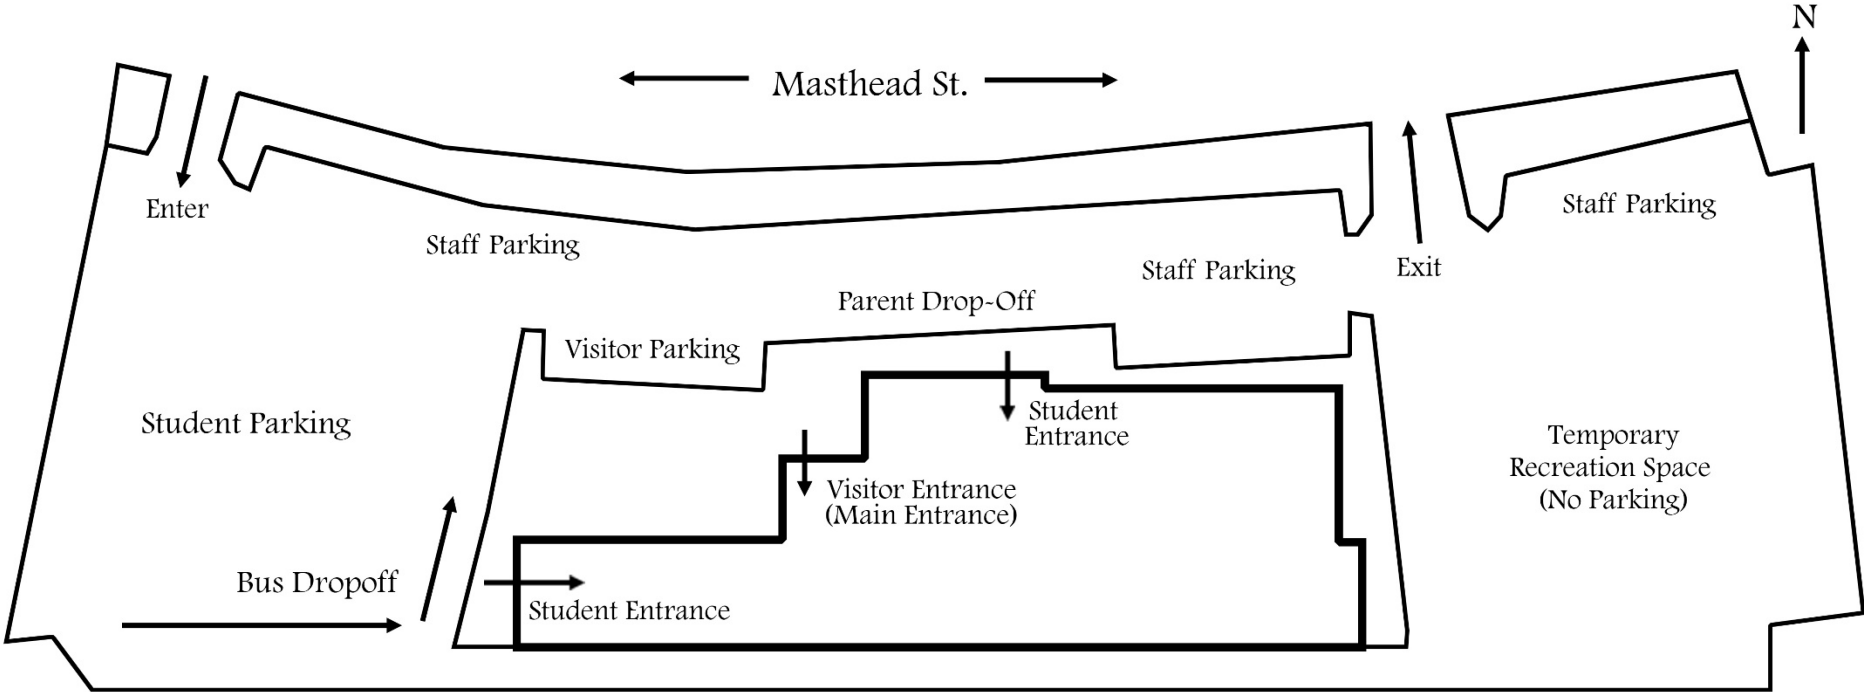 N
Masthead St.
Enter
Staff Parking
Staff Parking
Staff Parking
Exit
Parent Drop-Off
Visitor Parking
Student Parking
Student
Entrance
Visitor Entrance
(Main Entrance)
Temporary
Recreation Space
(No Parking)
Bus Dropoff
Student Entrance